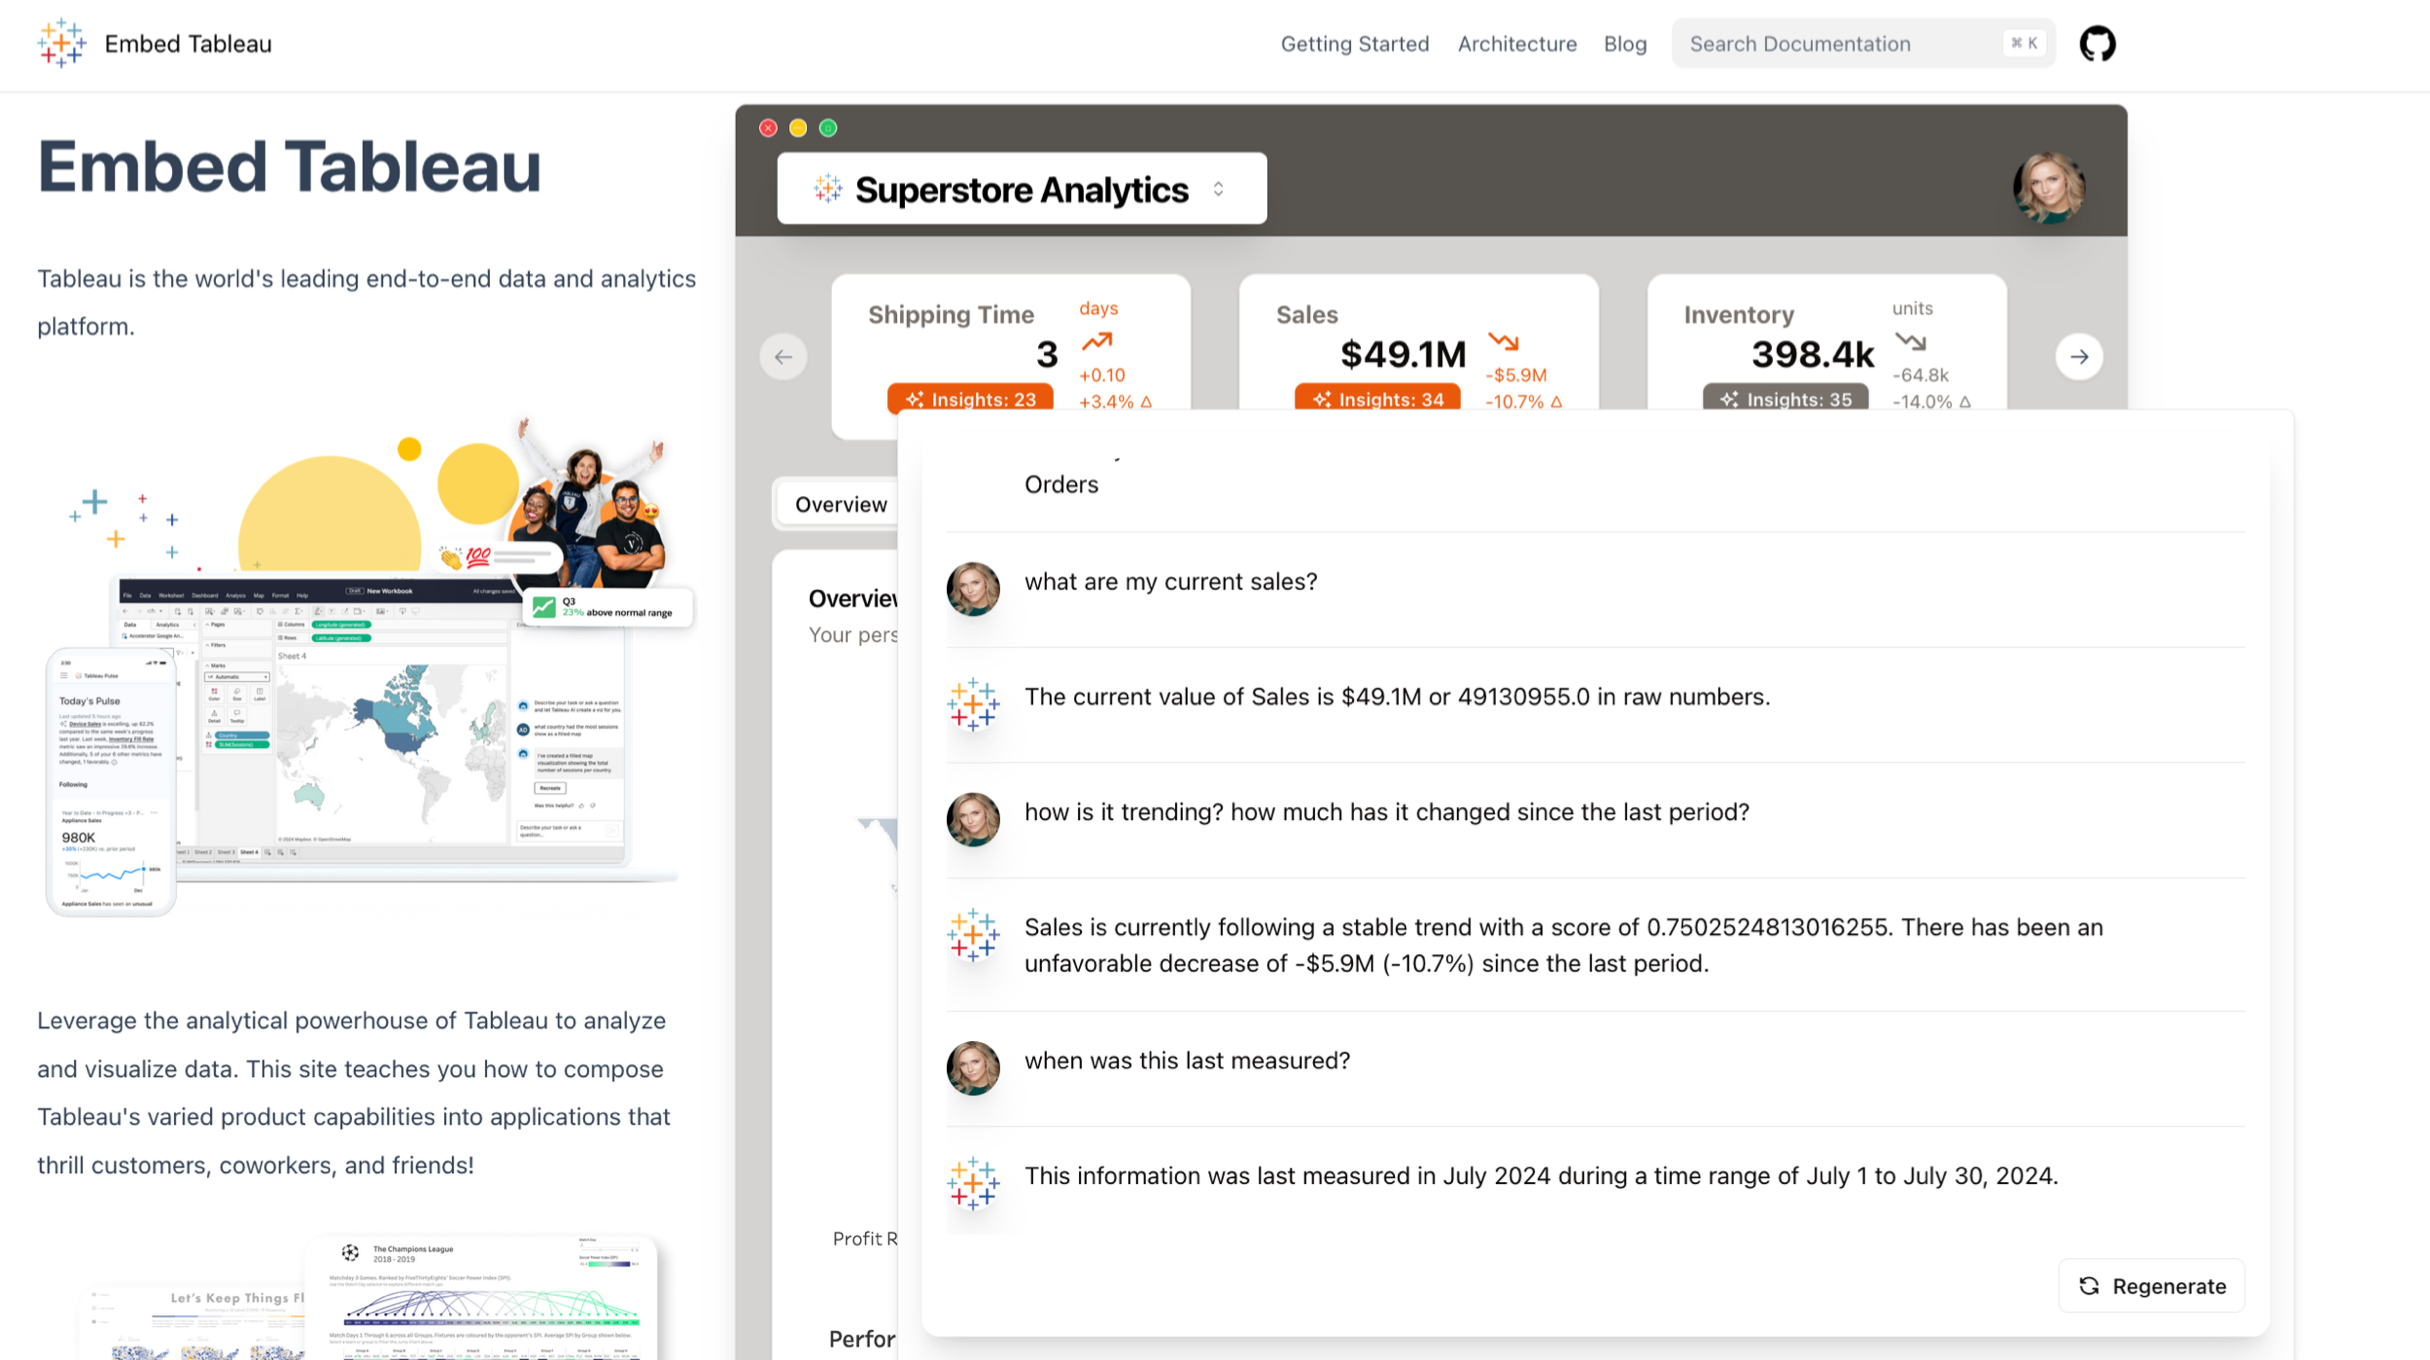 Embed Tableau
Getting Started
Architecture
Blog
Search Documentation
⌘ K
Embed Tableau
Tableau is the world's leading end-to-end data and analytics
platform.
New Workbook
Q3
23% above normal range
Sheet 4
Tableau Pulse
Today's Pulse
Following
Appliance Sales
980K
Leverage the analytical powerhouse of Tableau to analyze
and visualize data. This site teaches you how to compose
Tableau's varied product capabilities into applications that
thrill customers, coworkers, and friends!
The Champions League
2018 - 2019
Let's Keep Things Fl
Superstore Analytics
Shipping Time
days
3
+0.10
Insights: 23
+3.4% Δ
Sales
$49.1M
-$5.9M
Insights: 34
-10.7% Δ
Inventory
units
398.4k
-64.8k
Insights: 35
-14.0% Δ
Overview
Overview
Your pers
Profit R
Perfor
Orders
what are my current sales?
The current value of Sales is $49.1M or 49130955.0 in raw numbers.
how is it trending? how much has it changed since the last period?
Sales is currently following a stable trend with a score of 0.7502524813016255. There has been an
unfavorable decrease of -$5.9M (-10.7%) since the last period.
when was this last measured?
This information was last measured in July 2024 during a time range of July 1 to July 30, 2024.
Regenerate